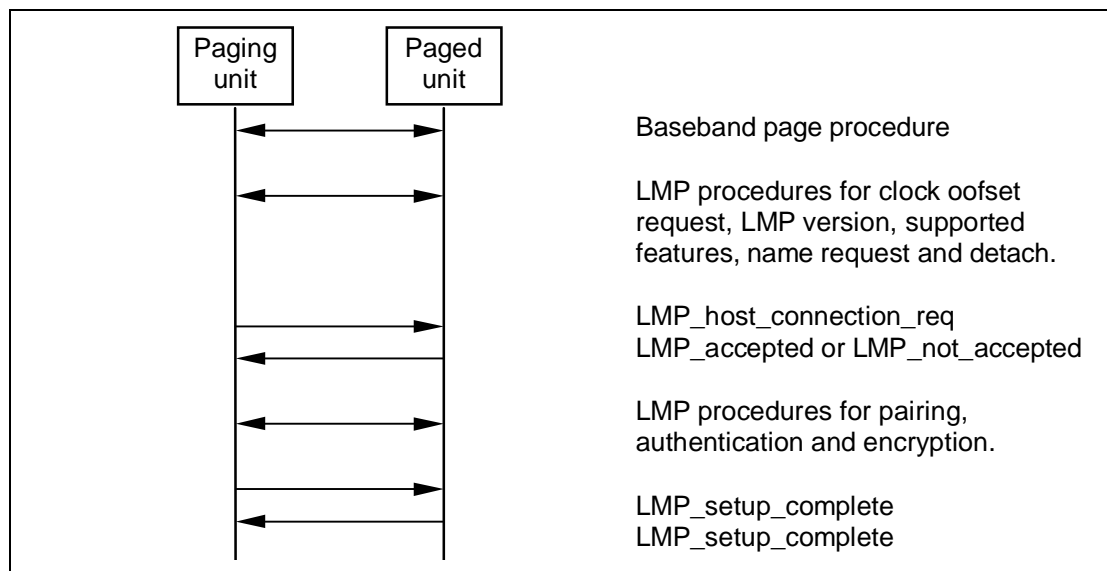 Paging
unit
Paged
unit
Baseband page procedure
LMP procedures for clock oofset
request, LMP version, supported
features, name request and detach.
LMP_host_connection_req
LMP_accepted or LMP_not_accepted
LMP procedures for pairing,
authentication and encryption.
LMP_setup_complete
LMP_setup_complete